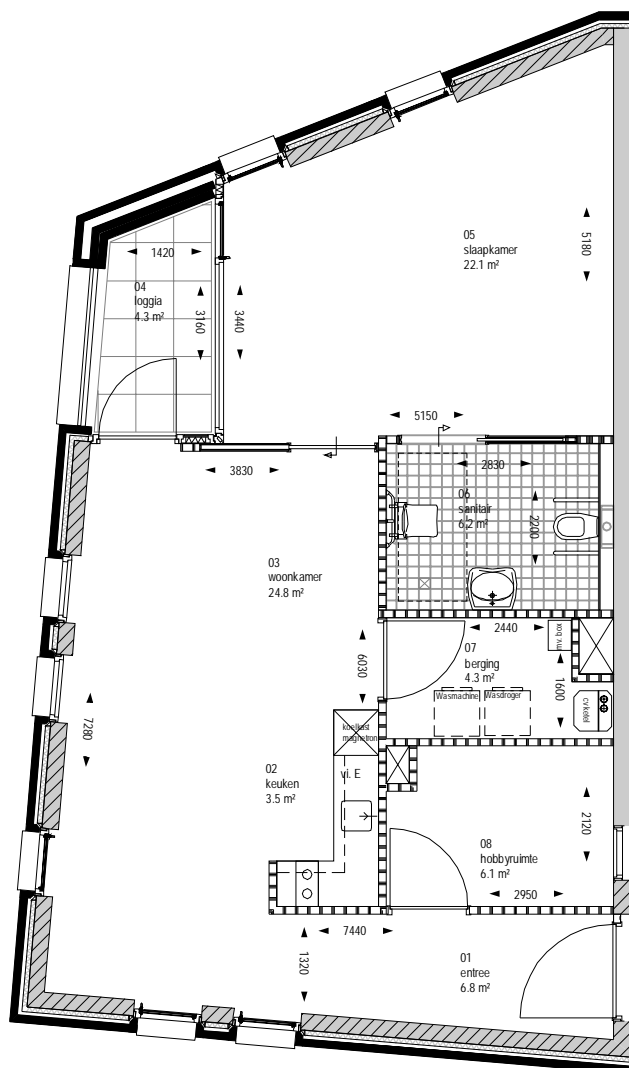 05
slaapkamer
22.1 m²
5180
1420
04
loggia
4.3 m²
3160
3440
5150
3830
2830
06
sanitair
6.2 m²
2200
03
woonkamer
24.8 m²
2440
m.v. box
07
berging
4.3 m²
6030
1600
Wasmachine
Wasdroger
cv ketel
7280
koelkast
magnetron
02
keuken
3.5 m²
vl. E
2120
08
hobbyruimte
6.1 m²
2950
7440
1320
01
entree
6.8 m²